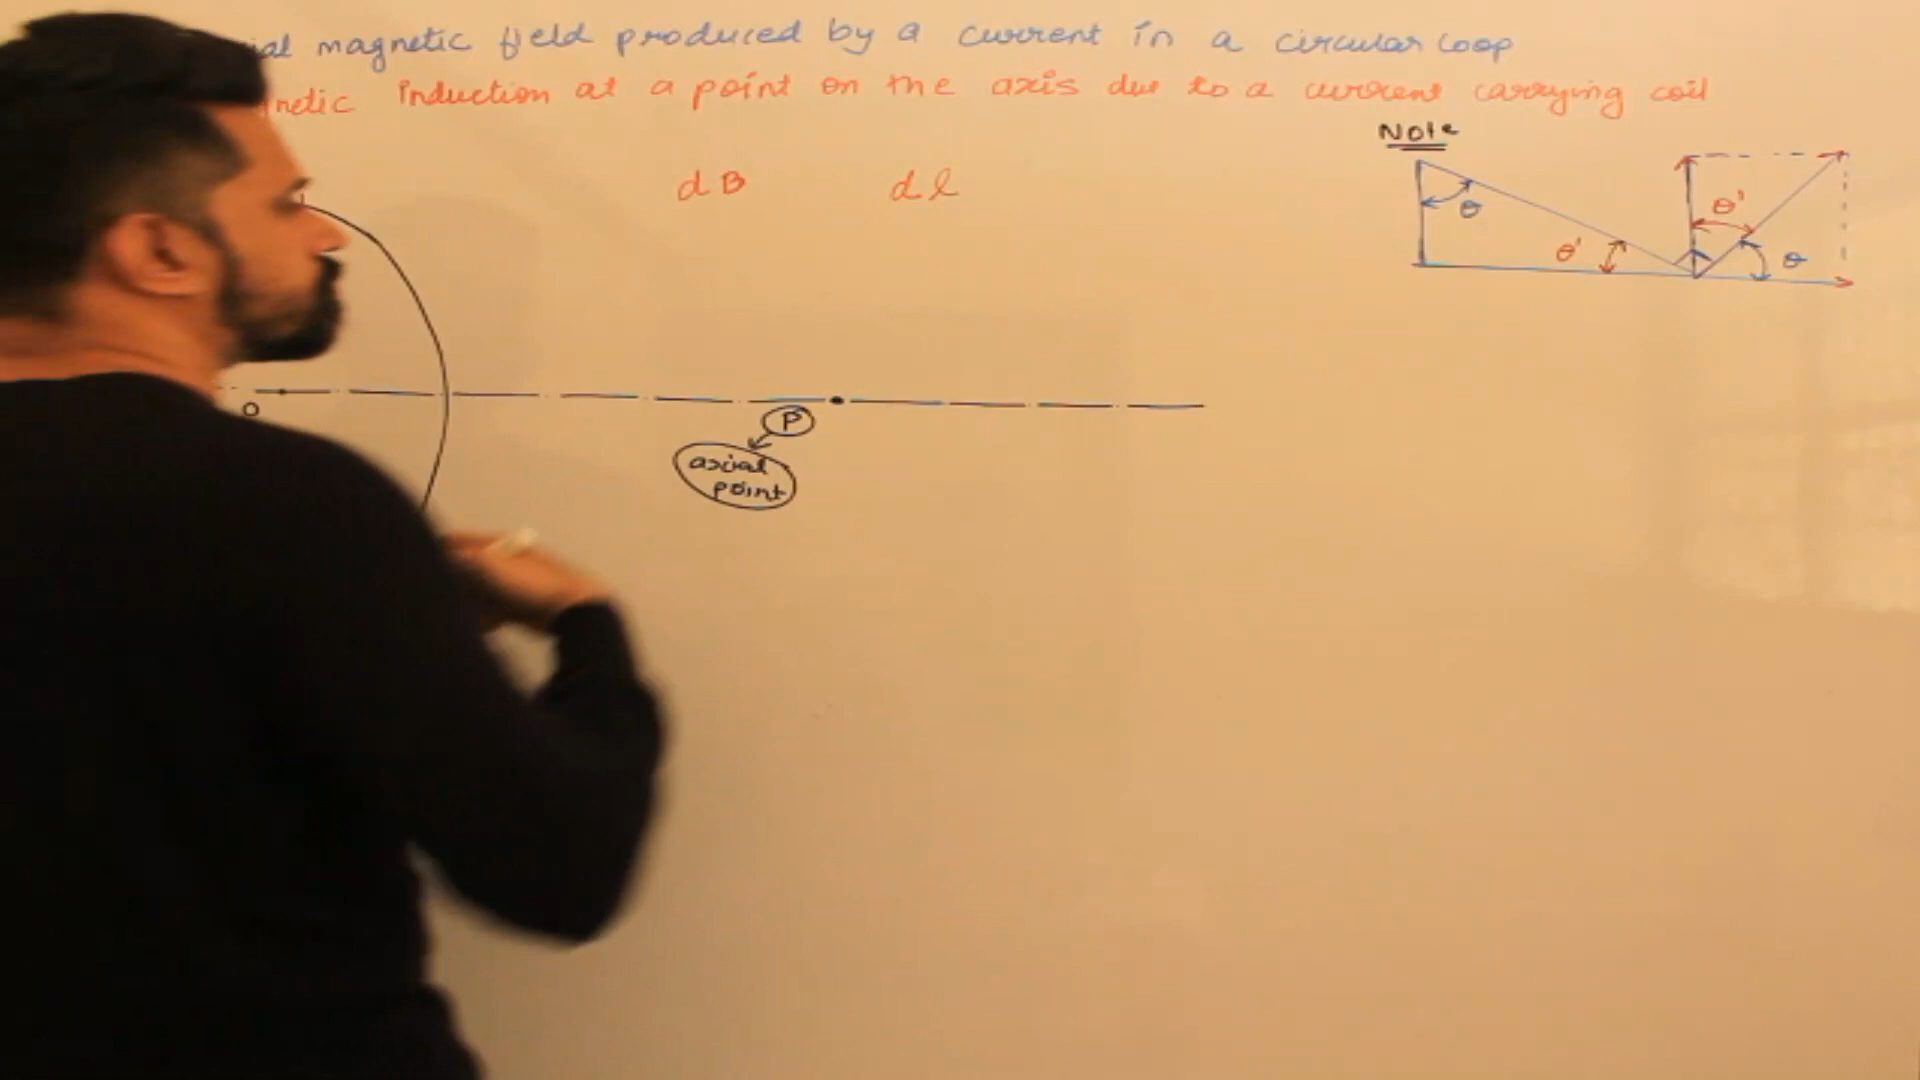 magnetic field produced by a current in a circular loop
Induction at a point on the axis due to a current carrying coil
Note
dB dl
θ
θ'
θ'
θ
O
P
axial
point